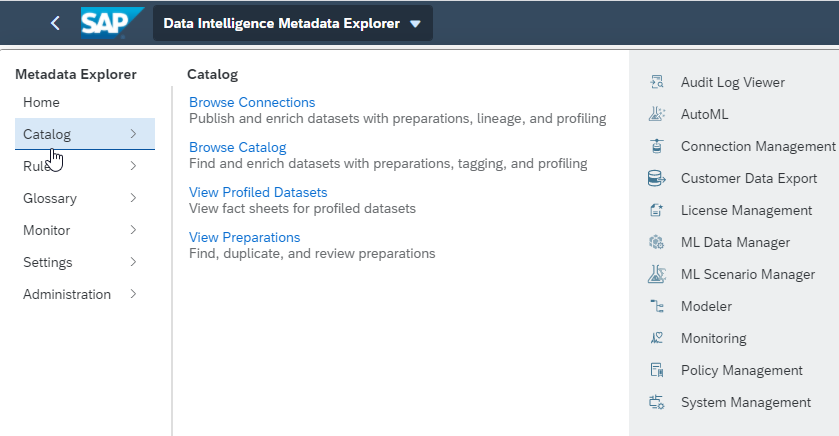 SAP Data Intelligence Metadata Explorer
Metadata Explorer
Home
Catalog
Rules
Glossary
Monitor
Settings
Administration
Catalog
Browse Connections
Publish and enrich datasets with preparations, lineage, and profiling
Browse Catalog
Find and enrich datasets with preparations, tagging, and profiling
View Profiled Datasets
View fact sheets for profiled datasets
View Preparations
Find, duplicate, and review preparations
Audit Log Viewer
AutoML
Connection Management
Customer Data Export
License Management
ML Data Manager
ML Scenario Manager
Modeler
Monitoring
Policy Management
System Management